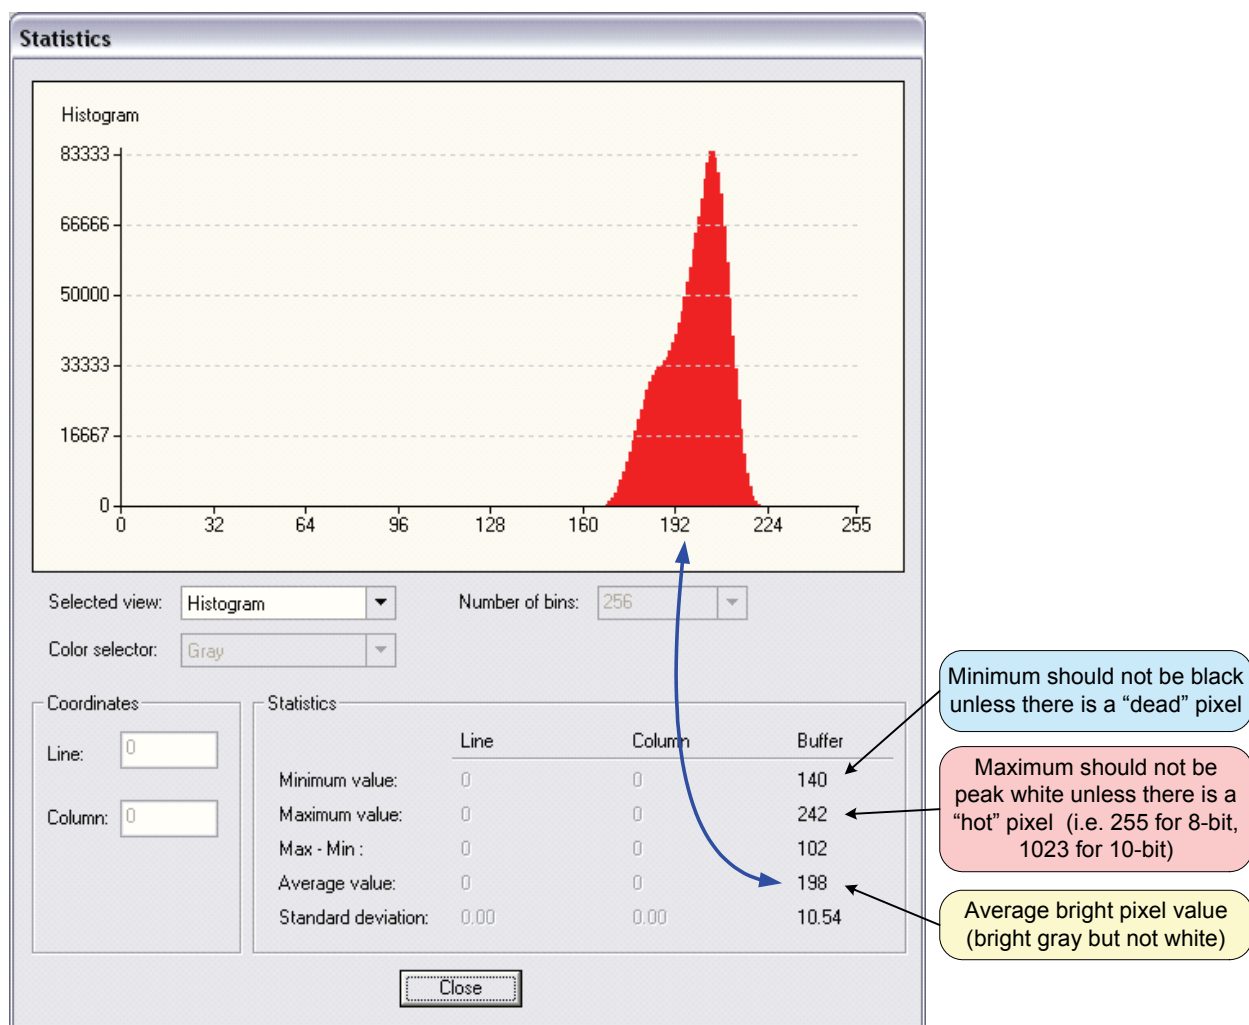 Statistics
Histogram
83333
66666
50000
33333
16667
0
0 32 64 96 128 160 192 224 255
Selected view: Histogram Number of bins: 256
Color selector: Gray
Coordinates
Line: 0
Column: 0
Statistics
Line Column Buffer
Minimum value: 0 0 140
Maximum value: 0 0 242
Max - Min : 0 0 102
Average value: 0 0 198
Standard deviation: 0.00 0.00 10.54
Close
Minimum should not be black
unless there is a “dead” pixel
Maximum should not be
peak white unless there is a
“hot” pixel (i.e. 255 for 8-bit,
1023 for 10-bit)
Average bright pixel value
(bright gray but not white)